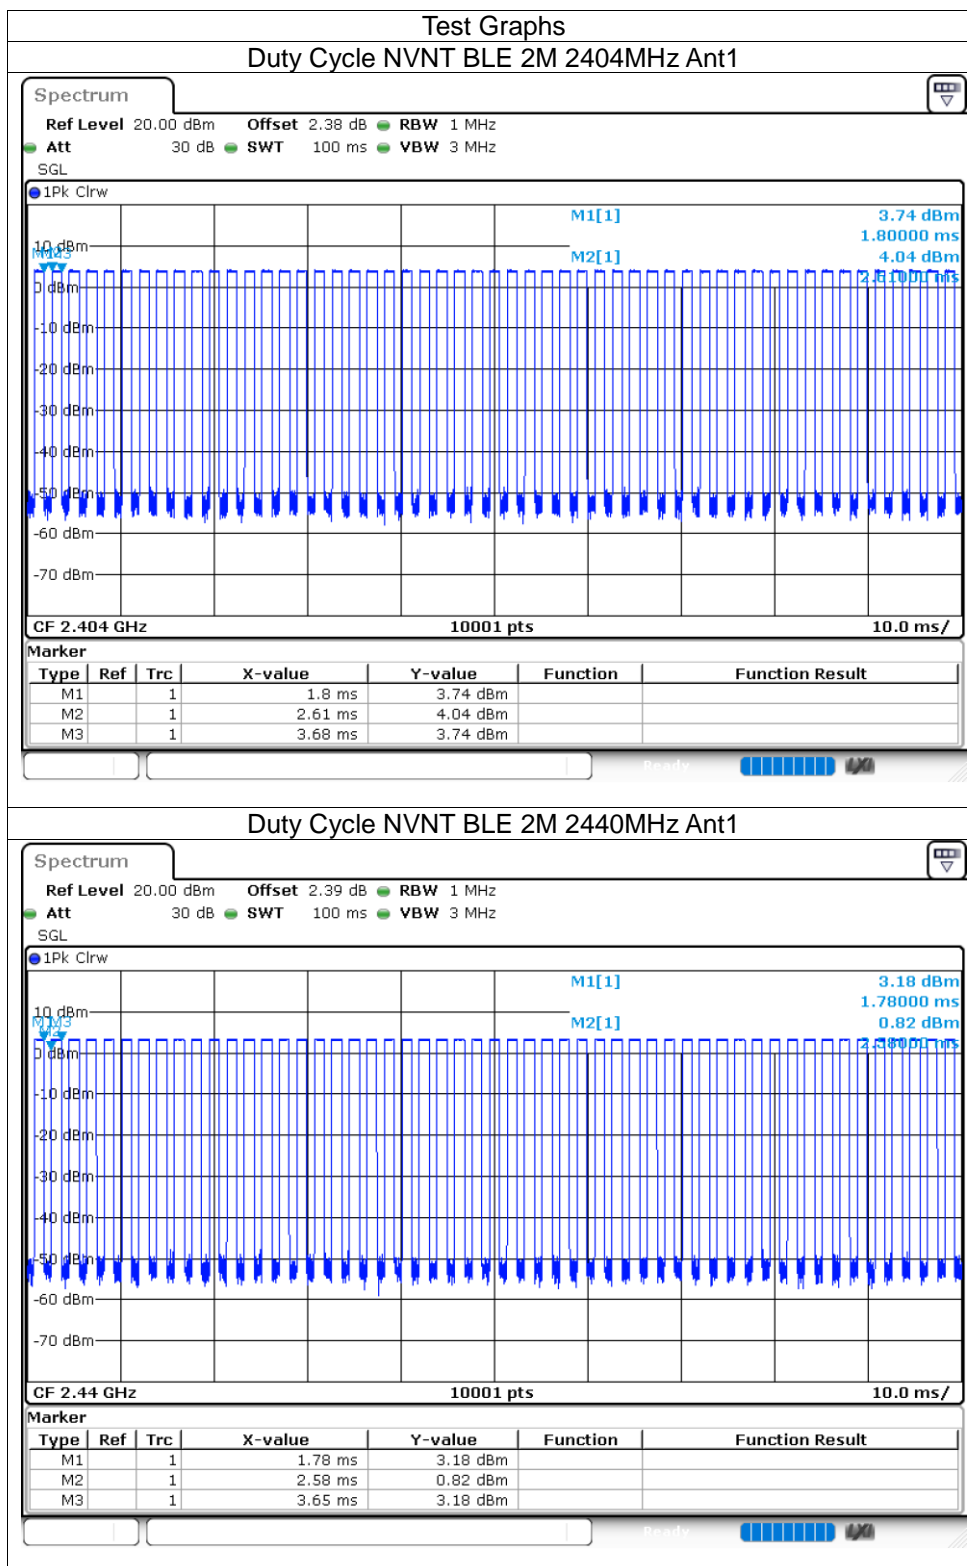 Test Graphs
Duty Cycle NVNT BLE 2M 2404MHz Ant1
Spectrum
Ref Level 20.00 dBm Offset 2.38 dB RBW 1 MHz
Att 30 dB SWT 100 ms VBW 3 MHz
SGL
1Pk Clrw
M1[1] 3.74 dBm
1.80000 ms
10 dBm
M2[1] 4.04 dBm
2.61000 ms
0 dBm
-10 dBm
-20 dBm
-30 dBm
-40 dBm
-50 dBm
-60 dBm
-70 dBm
CF 2.404 GHz 10001 pts 10.0 ms/
Marker
Type Ref Trc X-value Y-value Function Function Result
M1 1 1.8 ms 3.74 dBm
M2 1 2.61 ms 4.04 dBm
M3 1 3.68 ms 3.74 dBm
Ready LXI
Duty Cycle NVNT BLE 2M 2440MHz Ant1
Spectrum
Ref Level 20.00 dBm Offset 2.39 dB RBW 1 MHz
Att 30 dB SWT 100 ms VBW 3 MHz
SGL
1Pk Clrw
M1[1] 3.18 dBm
1.78000 ms
10 dBm
M2[1] 0.82 dBm
2.58000 ms
0 dBm
-10 dBm
-20 dBm
-30 dBm
-40 dBm
-50 dBm
-60 dBm
-70 dBm
CF 2.44 GHz 10001 pts 10.0 ms/
Marker
Type Ref Trc X-value Y-value Function Function Result
M1 1 1.78 ms 3.18 dBm
M2 1 2.58 ms 0.82 dBm
M3 1 3.65 ms 3.18 dBm
Ready LXI